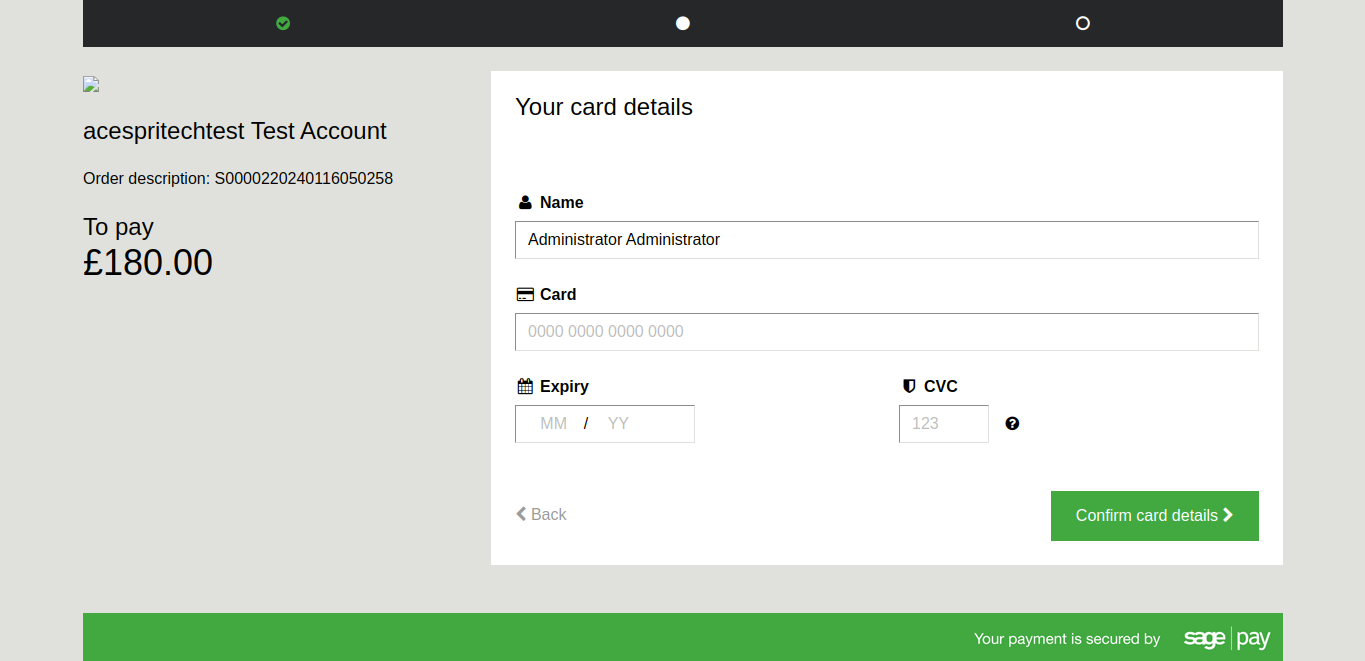 acespritechtest Test Account
Order description: S0000220240116050258
To pay
£180.00
Your card details
Name
Administrator Administrator
Card
0000 0000 0000 0000
Expiry
CVC
MM / YY
123
Back
Confirm card details
Your payment is secured by sage pay